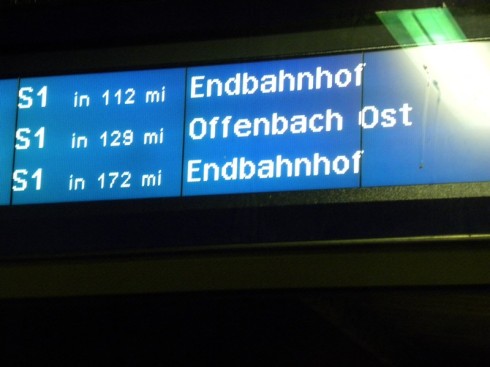 S1 in 112 mi Endbahnhof
S1 in 129 mi Offenbach Ost
S1 in 172 mi Endbahnhof